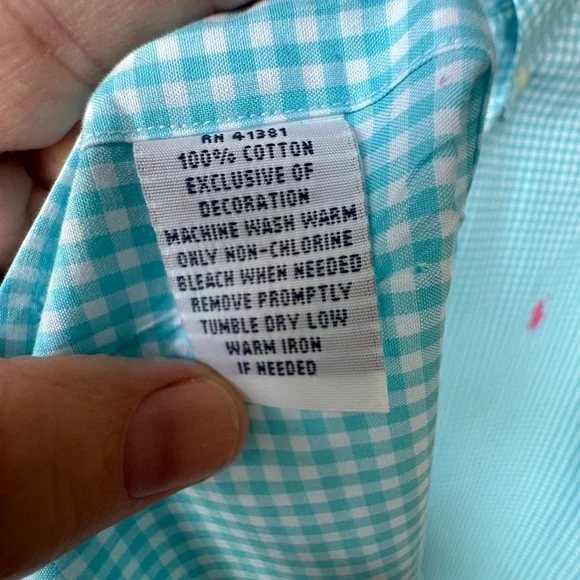 RN 41381
100% COTTON
EXCLUSIVE OF
DECORATION
MACHINE WASH WARM
ONLY NON-CHLORINE
BLEACH WHEN NEEDED
REMOVE PROMPTLY
TUMBLE DRY LOW
WARM IRON
IF NEEDED